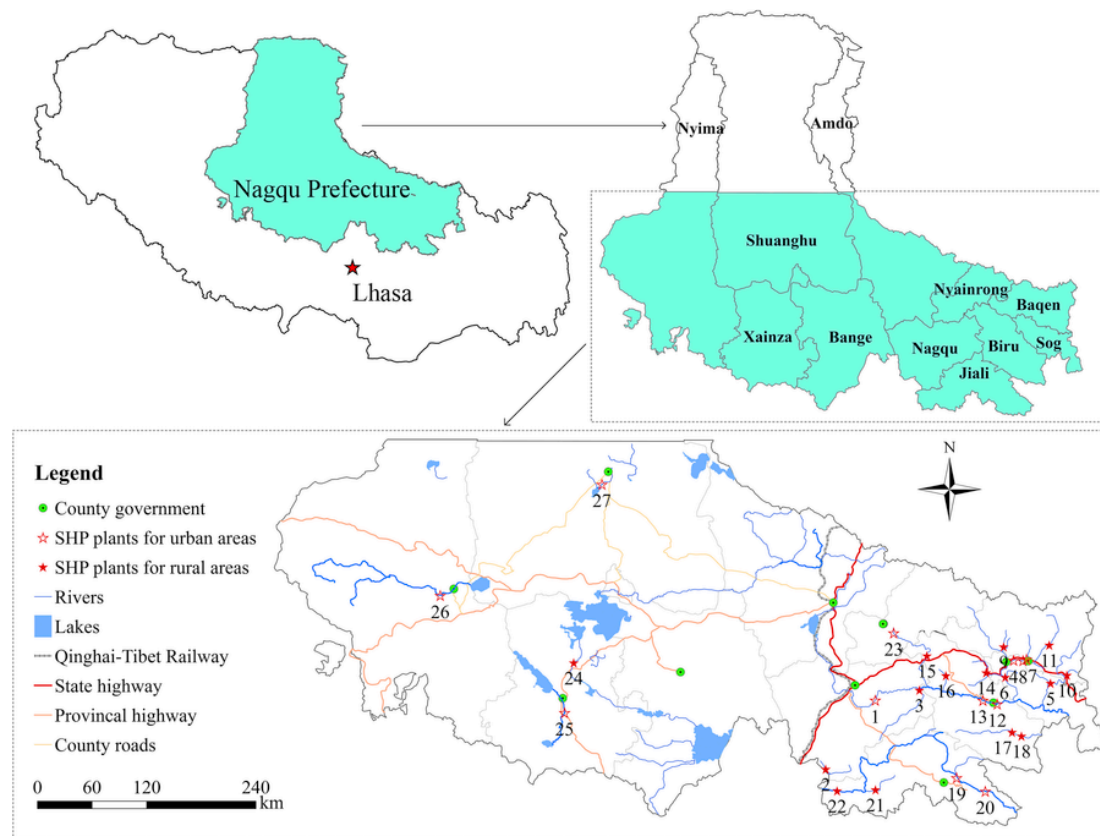 Nagqu Prefecture
Lhasa
Nyima
Amdo
Shuanghu
Nyainrong
Baqen
Xainza
Bange
Nagqu
Biru
Sog
Jiali
Legend
County government
SHP plants for urban areas
SHP plants for rural areas
Rivers
Lakes
Qinghai-Tibet Railway
State highway
Provincal highway
County roads
0 60 120 240
km
N
27
26
24
25
23
15
16
14
9
487
6
11
5
10
1
3
13
12
17
18
2
22
21
19
20